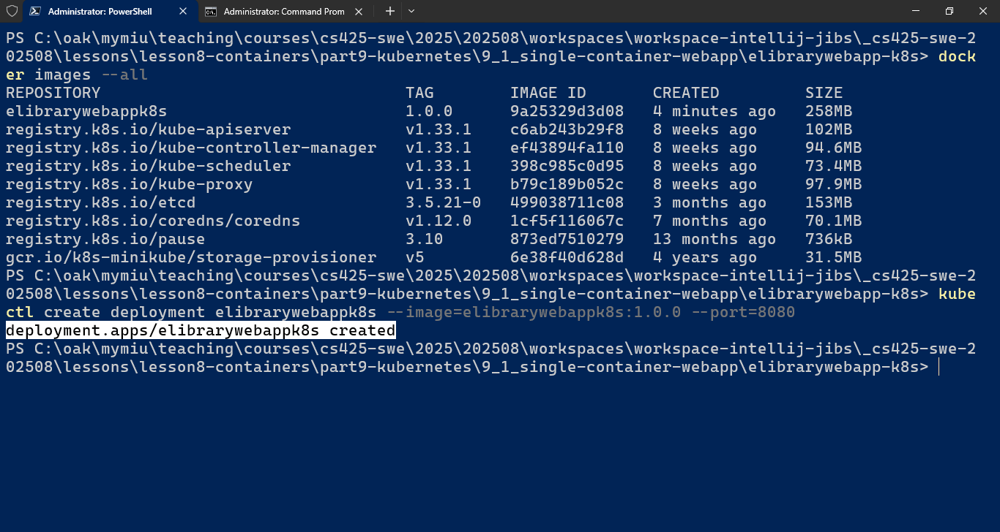 Administrator: PowerShell
Administrator: Command Prom
PS C:\oak\mymiu\teaching\courses\cs425-swe\2025\202508\workspaces\workspace-intellij-jibs\_cs425-swe-2
02508\lessons\lesson8-containers\part9-kubernetes\9_1_single-container-webapp\elibrarywebapp-k8s> dock
er images --all
REPOSITORY TAG IMAGE ID CREATED SIZE
elibrarywebappk8s 1.0.0 9a25329d3d08 4 minutes ago 258MB
registry.k8s.io/kube-apiserver v1.33.1 c6ab243b29f8 8 weeks ago 102MB
registry.k8s.io/kube-controller-manager v1.33.1 ef43894fa110 8 weeks ago 94.6MB
registry.k8s.io/kube-scheduler v1.33.1 398c985c0d95 8 weeks ago 73.4MB
registry.k8s.io/kube-proxy v1.33.1 b79c189b052c 8 weeks ago 97.9MB
registry.k8s.io/etcd 3.5.21-0 499038711c08 3 months ago 153MB
registry.k8s.io/coredns/coredns v1.12.0 1cf5f116067c 7 months ago 70.1MB
registry.k8s.io/pause 3.10 873ed7510279 13 months ago 736kB
gcr.io/k8s-minikube/storage-provisioner v5 6e38f40d628d 4 years ago 31.5MB
PS C:\oak\mymiu\teaching\courses\cs425-swe\2025\202508\workspaces\workspace-intellij-jibs\_cs425-swe-2
02508\lessons\lesson8-containers\part9-kubernetes\9_1_single-container-webapp\elibrarywebapp-k8s> kube
ctl create deployment elibrarywebappk8s --image=elibrarywebappk8s:1.0.0 --port=8080
deployment.apps/elibrarywebappk8s created
PS C:\oak\mymiu\teaching\courses\cs425-swe\2025\202508\workspaces\workspace-intellij-jibs\_cs425-swe-2
02508\lessons\lesson8-containers\part9-kubernetes\9_1_single-container-webapp\elibrarywebapp-k8s>